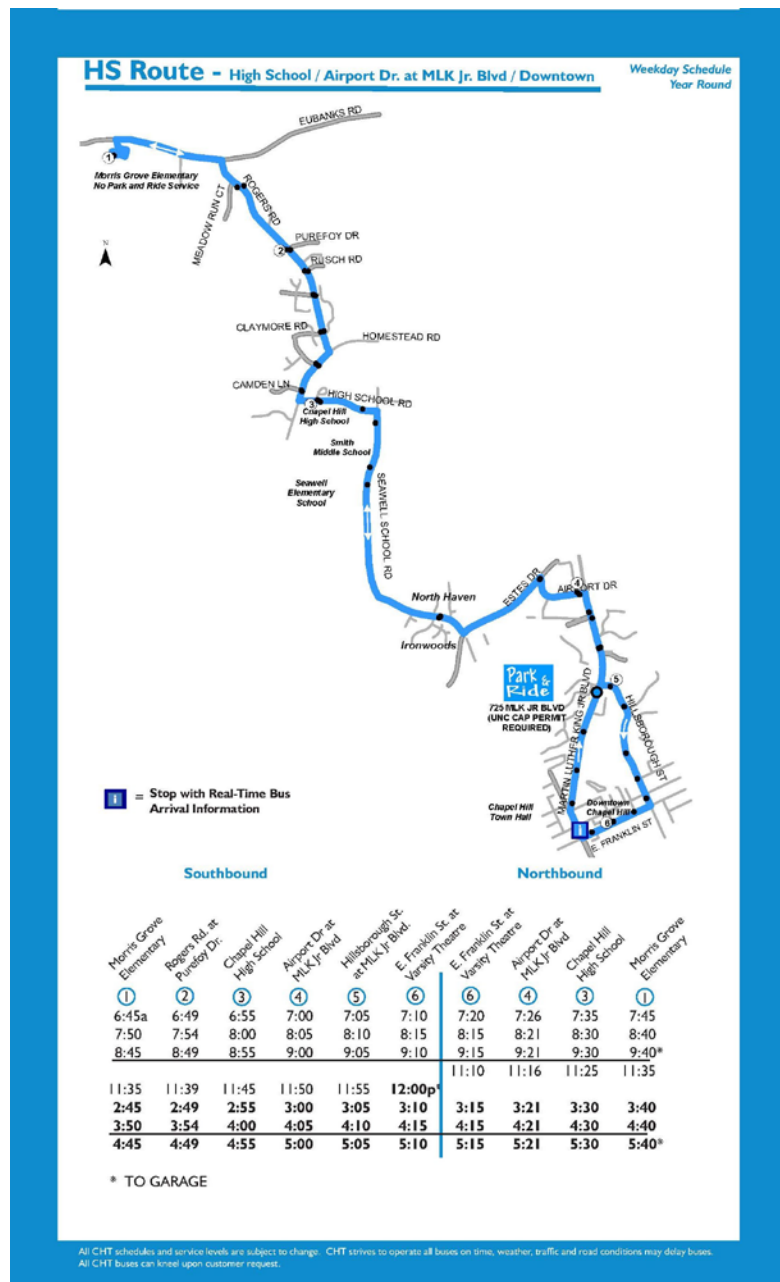 HS Route - High School / Airport Dr. at MLK Jr. Blvd / Downtown
Weekday Schedule
Year Round
EUBANKS RD
1
Morris Grove Elementary
No Park and Ride Service
MEADOW RUN CT
ROGERS RD
N
PUREFOY DR
2
RUSCH RD
CLAYMORE RD
HOMESTEAD RD
CAMDEN LN
HIGH SCHOOL RD
3
Chapel Hill
High School
Smith
Middle School
Seawell
Elementary
School
SEAWELL SCHOOL RD
North Haven
Ironwoods
ESTES DR
4
AIRPORT DR
Park &
Ride
725 MLK JR BLVD
(UNC CAP PERMIT
REQUIRED)
MARTIN LUTHER KING JR BLVD
5
HILLSBOROUGH ST
i = Stop with Real-Time Bus
Arrival Information
Chapel Hill
Town Hall
Downtown
Chapel Hill
6
i
E. FRANKLIN ST
Southbound Northbound
Morris Grove Elementary
Rogers Rd. at Purefoy Dr.
Chapel Hill High School
Airport Dr at MLK Jr Blvd
Hillsborough St. at MLK Jr Blvd.
E. Franklin St. at Varsity Theatre
E. Franklin St. at Varsity Theatre
Airport Dr at MLK Jr Blvd
Chapel Hill High School
Morris Grove Elementary
1 2 3 4 5 6 6 4 3 1
6:45a 6:49 6:55 7:00 7:05 7:10 7:20 7:26 7:35 7:45
7:50 7:54 8:00 8:05 8:10 8:15 8:15 8:21 8:30 8:40
8:45 8:49 8:55 9:00 9:05 9:10 9:15 9:21 9:30 9:40*
11:10 11:16 11:25 11:35
11:35 11:39 11:45 11:50 11:55 12:00p*
2:45 2:49 2:55 3:00 3:05 3:10 3:15 3:21 3:30 3:40
3:50 3:54 4:00 4:05 4:10 4:15 4:15 4:21 4:30 4:40
4:45 4:49 4:55 5:00 5:05 5:10 5:15 5:21 5:30 5:40*
* TO GARAGE
All CHT schedules and service levels are subject to change. CHT strives to operate all buses on time, weather, traffic and road conditions may delay buses.
All CHT buses can kneel upon customer request.